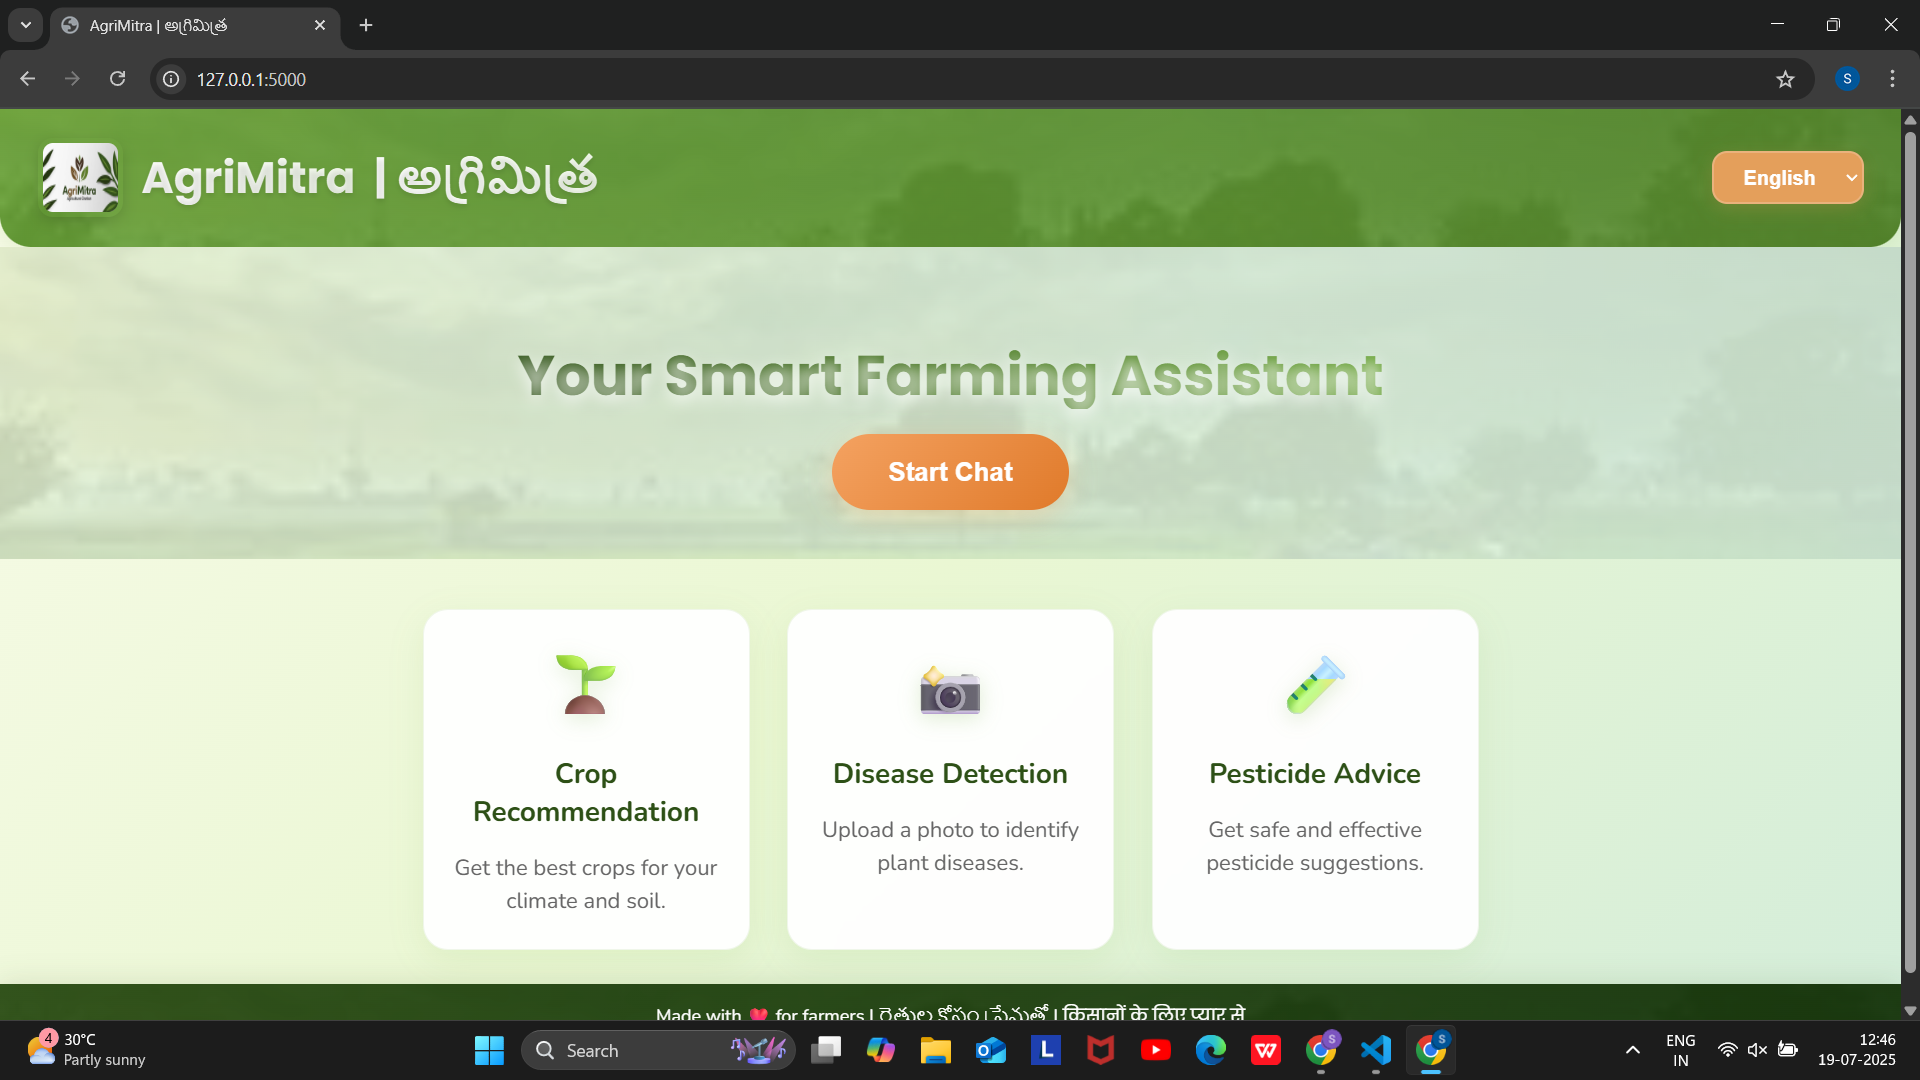 AgriMitra | అగ్రిమిత్ర
127.0.0.1:5000
S
AgriMitra
AgriMitra | అగ్రిమిత్ర
English
Your Smart Farming Assistant
Start Chat
Crop
Recommendation
Get the best crops for your
climate and soil.
Disease Detection
Upload a photo to identify
plant diseases.
Pesticide Advice
Get safe and effective
pesticide suggestions.
Made with ❤️ for farmers | రైతుల కోసం ప్రేమతో | किसानों के लिए प्यार से
4
30°C
Partly sunny
Search
L
W
S
S
ENG
IN
12:46
19-07-2025